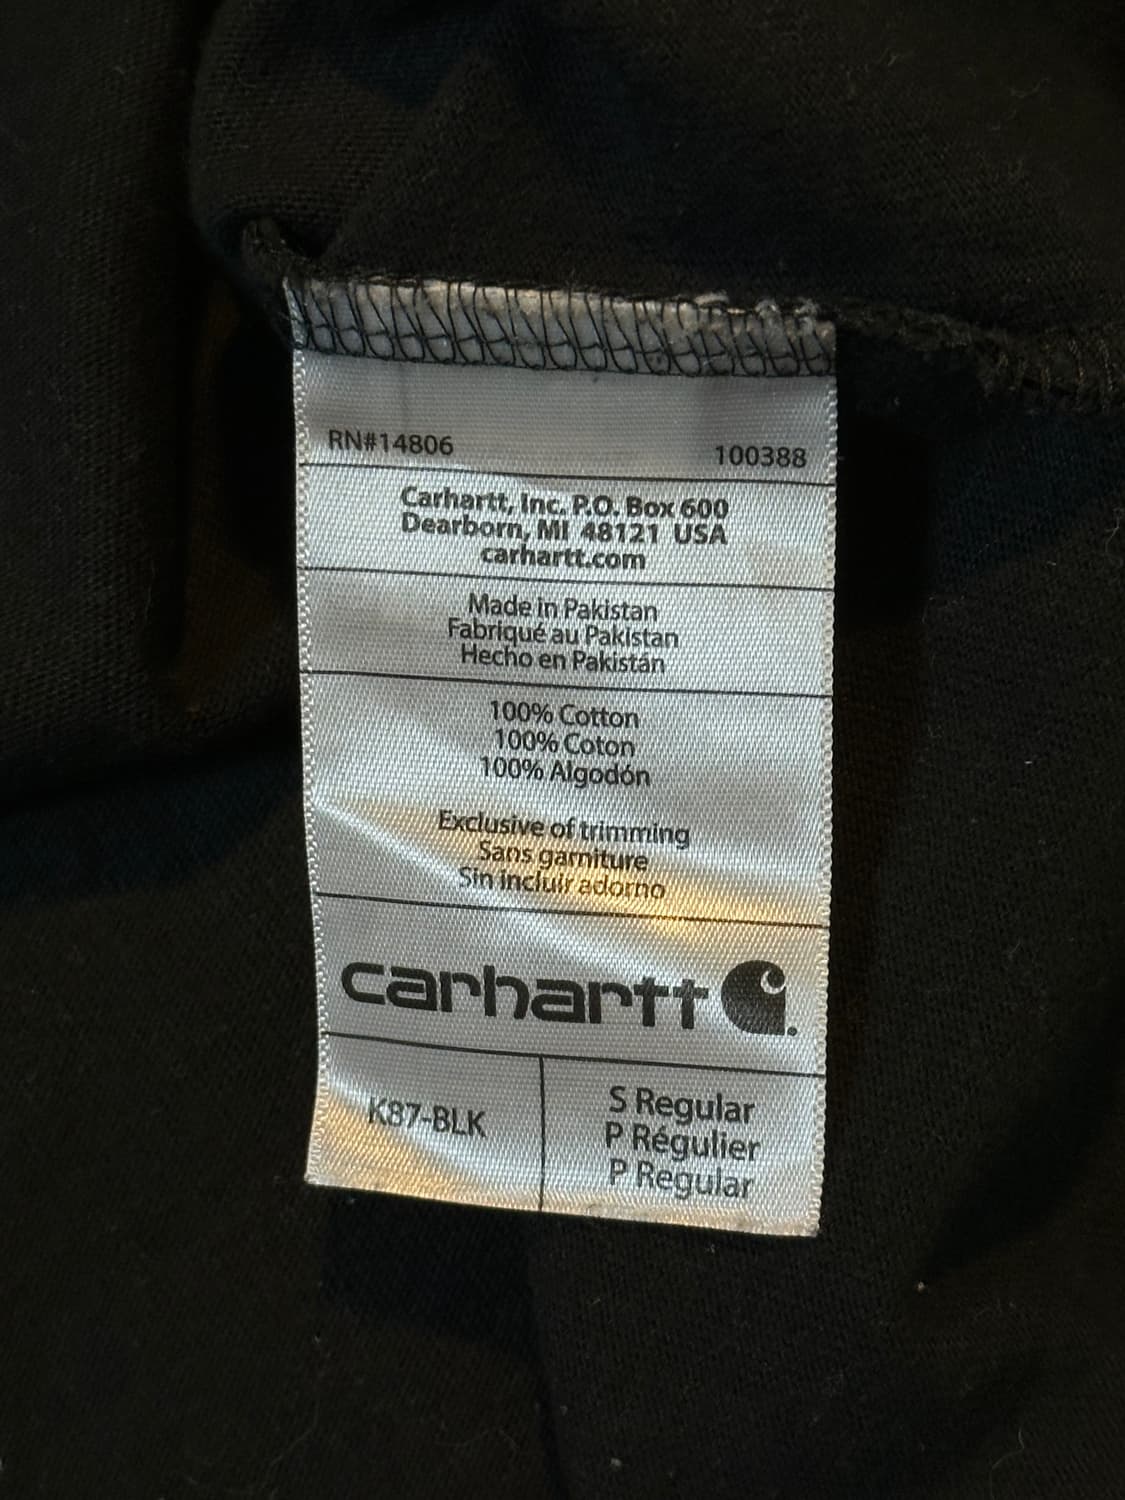 RN#14806 100388
Carhartt, Inc. P.O. Box 600
Dearborn, MI 48121 USA
carhartt.com
Made in Pakistan
Fabriqué au Pakistan
Hecho en Pakistán
100% Cotton
100% Coton
100% Algodón
Exclusive of trimming
Sans garniture
Sin incluir adorno
carhartt
K87-BLK
S Regular
P Régulier
P Regular